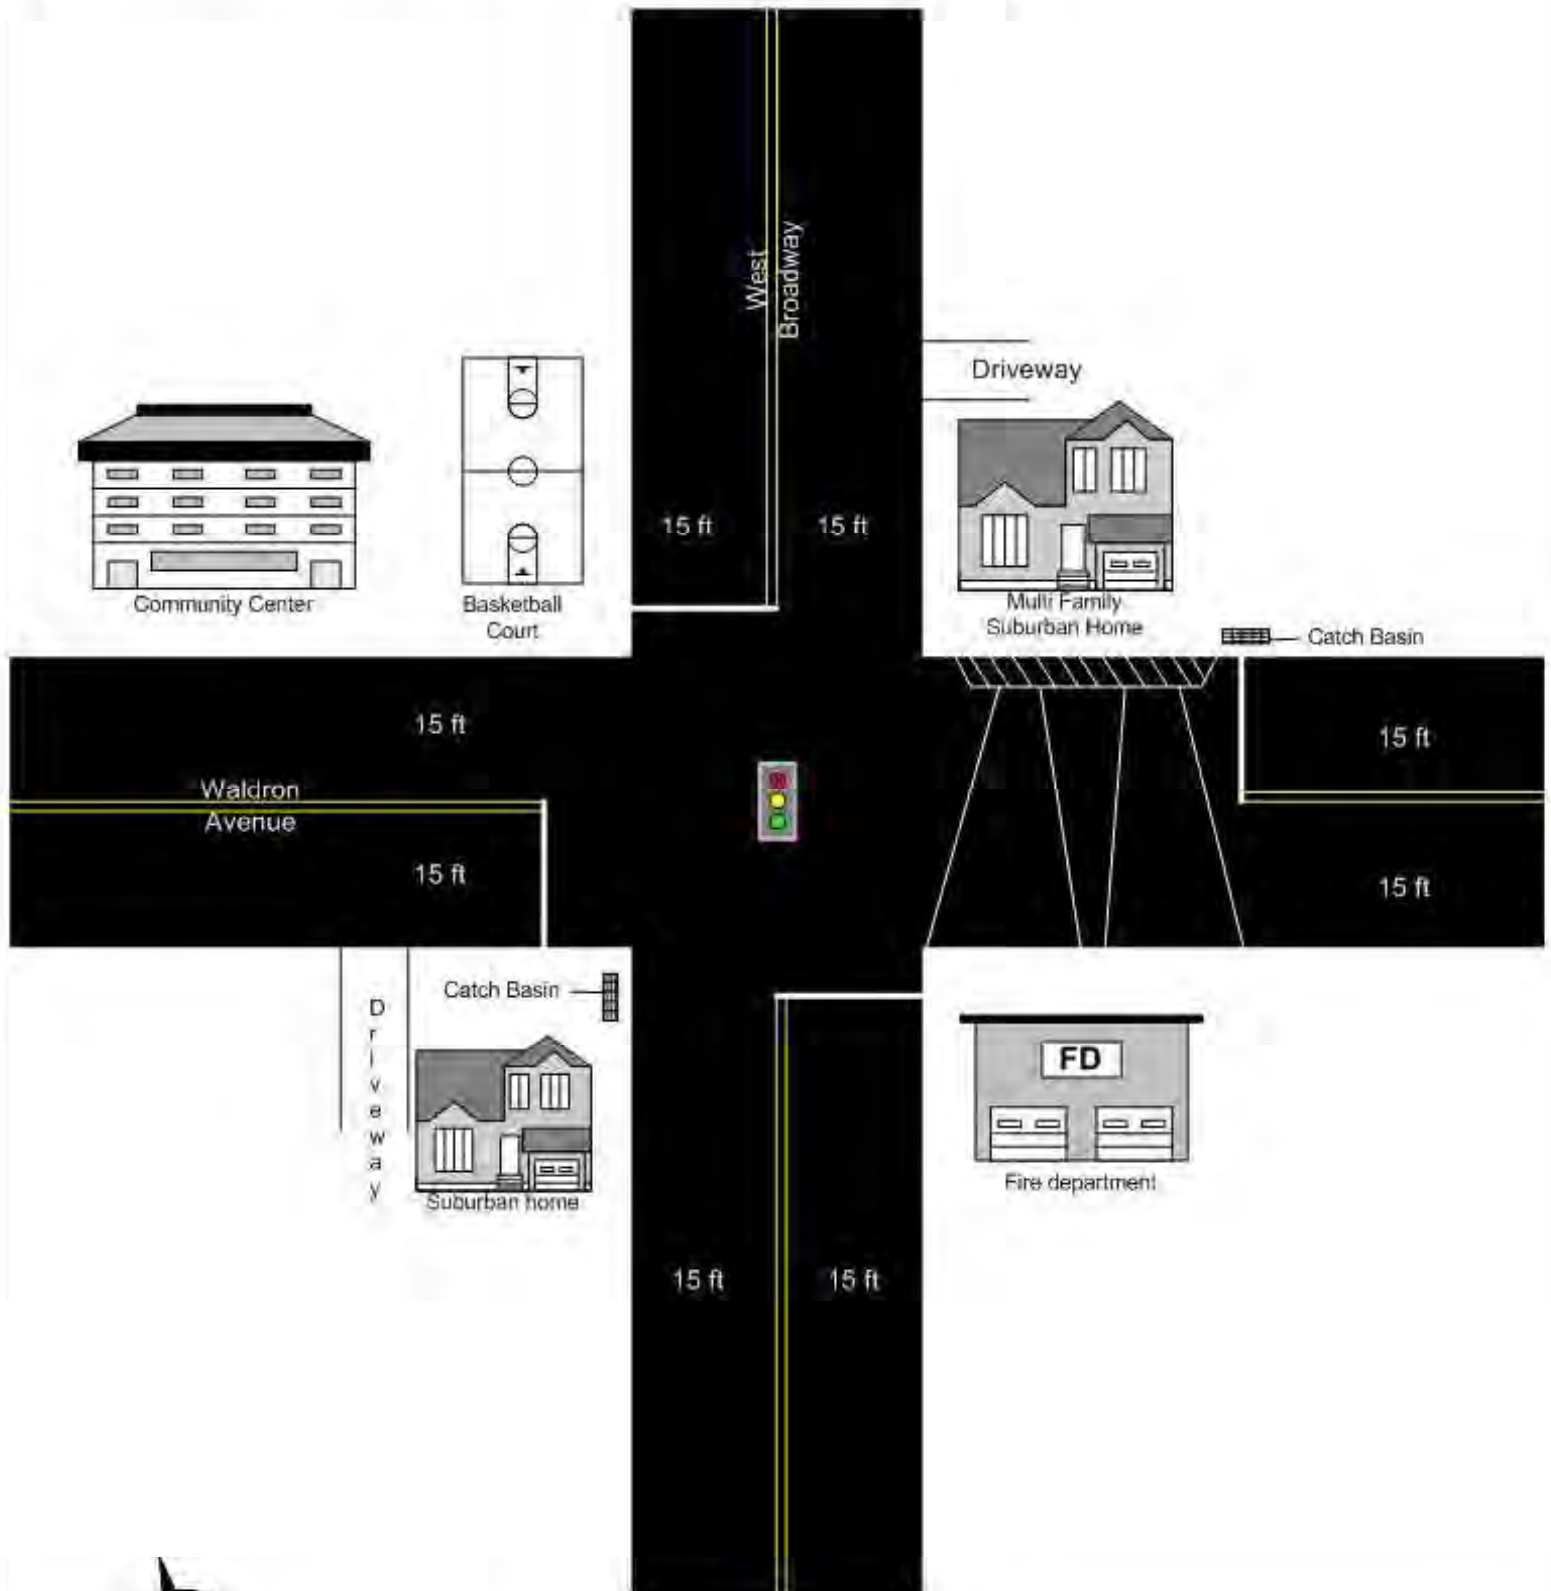 West
Broadway
Driveway
15 ft
15 ft
Community Center
Basketball
Court
Multi Family
Suburban Home
Catch Basin
15 ft
15 ft
Waldron
Avenue
15 ft
15 ft
Catch Basin
Driveway
FD
Fire department
Suburban home
15 ft
15 ft